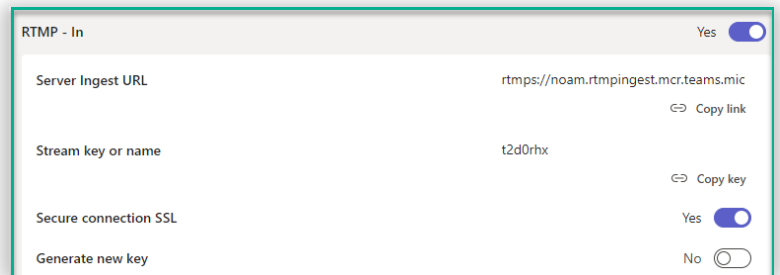 RTMP - In Yes
Server Ingest URL rtmps://noam.rtmpingest.mcr.teams.mic
Copy link
Stream key or name t2d0rhx
Copy key
Secure connection SSL Yes
Generate new key No